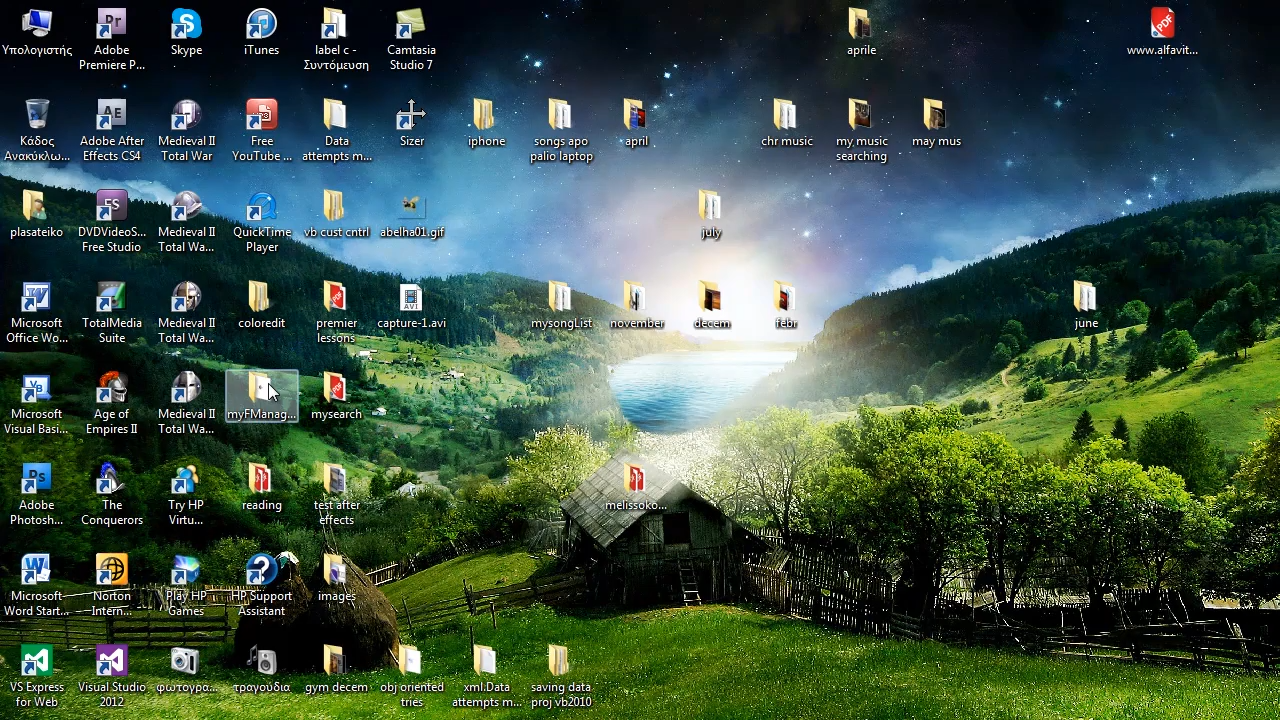 Υπολογιστής
Adobe
Premiere P...
Skype
iTunes
label c -
Συντόμευση
Camtasia
Studio 7
aprile
www.alfavit...
Κάδος
Ανακύκλω...
Adobe After
Effects CS4
Medieval II
Total War
Free
YouTube ...
Data
attempts m...
Sizer
iphone
songs apo
palio laptop
april
chr music
my music
searching
may mus
plasateiko
DVDVideoS...
Free Studio
Medieval II
Total Wa...
QuickTime
Player
vb cust cntrl
abelha01.gif
july
Microsoft
Office Wo...
TotalMedia
Suite
Medieval II
Total Wa...
coloredit
premier
lessons
capture-1.avi
mysongList
november
decem
febr
june
Microsoft
Visual Basi...
Age of
Empires II
Medieval II
Total Wa...
myFManag...
mysearch
Adobe
Photosh...
The
Conquerors
Try HP
Virtu...
reading
test after
effects
melissoko...
Microsoft
Word Start...
Norton
Intern...
Play HP
Games
HP Support
Assistant
images
VS Express
for Web
Visual Studio
2012
φωτογρα...
τραγούδια
gym decem
obj oriented
tries
xml.Data
attempts m...
saving data
proj vb2010